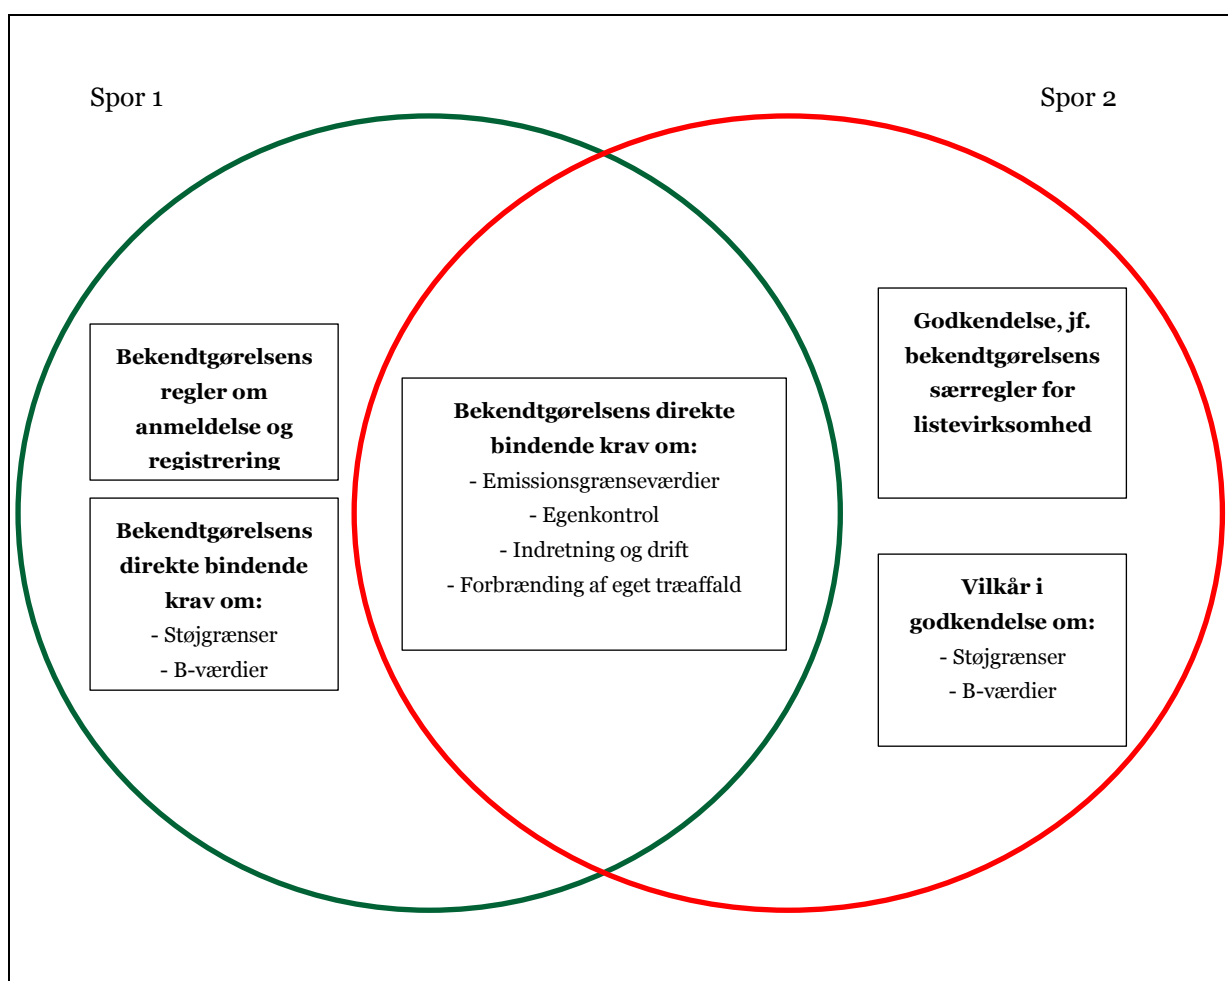 Spor 1
Spor 2
Bekendtgørelsens
regler om
anmeldelse og
registrering
Bekendtgørelsens
direkte bindende
krav om:
- Støjgrænser
- B-værdier
Bekendtgørelsens direkte
bindende krav om:
- Emissionsgrænseværdier
- Egenkontrol
- Indretning og drift
- Forbrænding af eget træaffald
Godkendelse, jf.
bekendtgørelsens
særregler for
listevirksomhed
Vilkår i
godkendelse om:
- Støjgrænser
- B-værdier